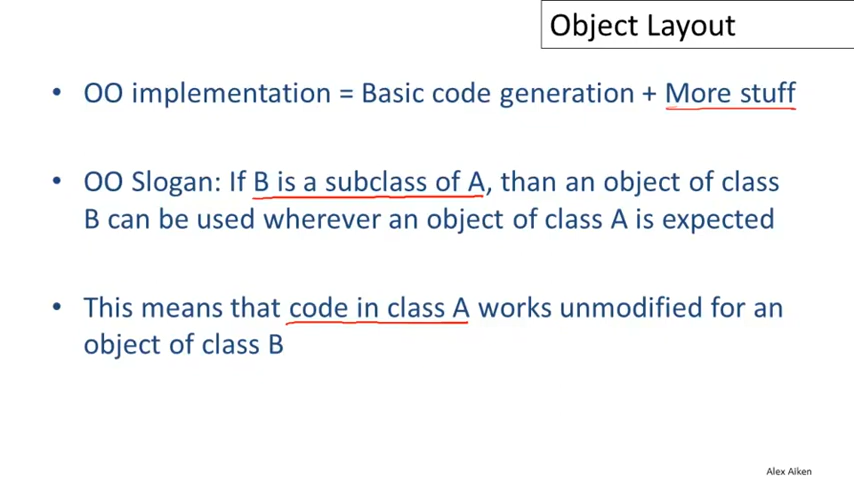 Object Layout
• OO implementation = Basic code generation + More stuff
• OO Slogan: If B is a subclass of A, than an object of class
B can be used wherever an object of class A is expected
• This means that code in class A works unmodified for an
object of class B
Alex Aiken